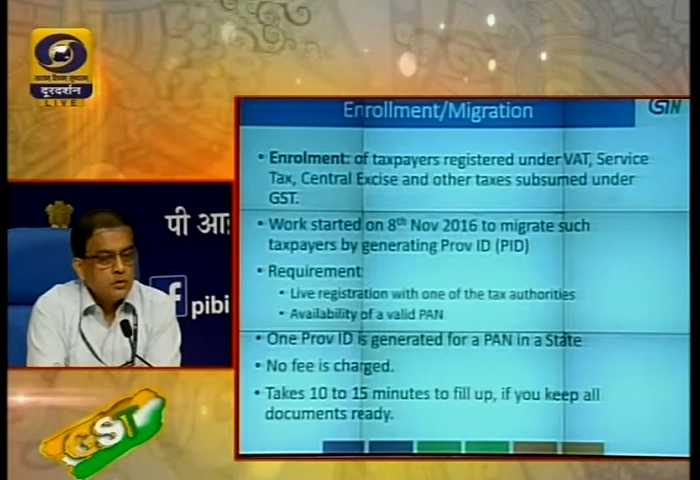 दूरदर्शन
LIVE
पी आइ
pibi
GST
Enrollment/Migration
GSTN
• Enrolment: of taxpayers registered under VAT, Service
Tax, Central Excise and other taxes subsumed under
GST.
• Work started on 8th Nov 2016 to migrate such
taxpayers by generating Prov ID (PID)
• Requirement
• Live registration with one of the tax authorities
• Availability of a valid PAN
• One Prov ID is generated for a PAN in a State
• No fee is charged.
• Takes 10 to 15 minutes to fill up, if you keep all
documents ready.